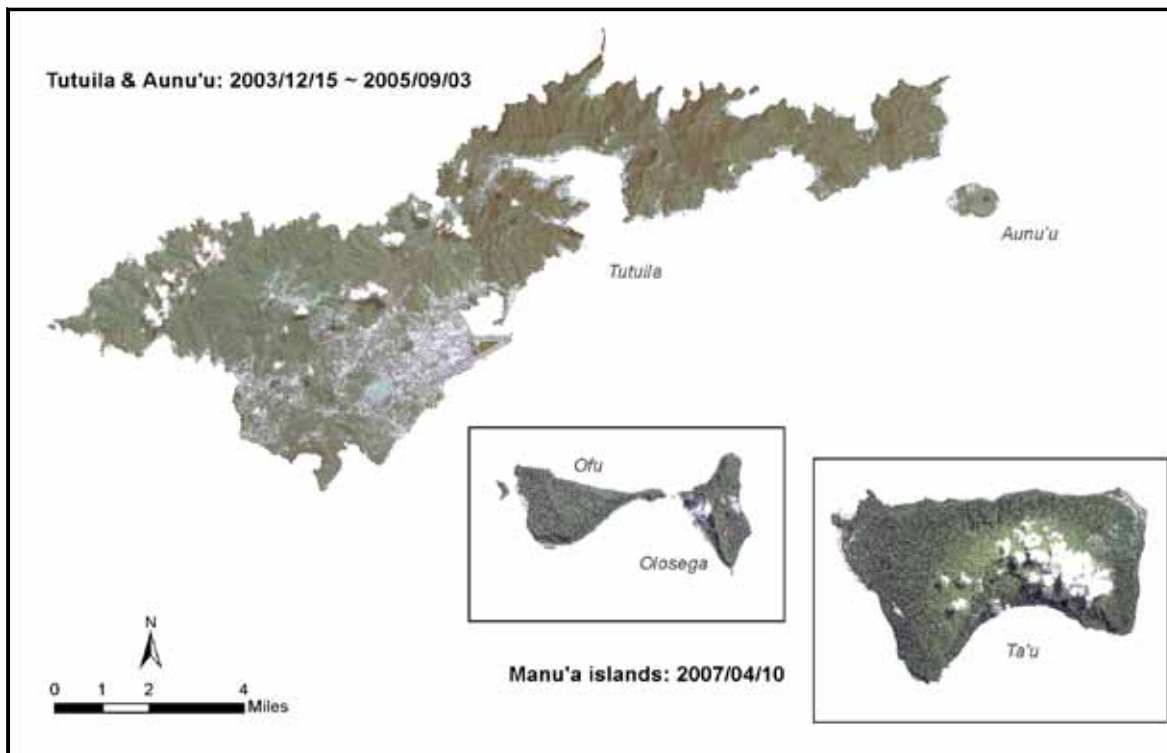 Tutuila & Aunu'u: 2003/12/15 ~ 2005/09/03
Aunu'u
Tutuila
Ofu
Olosega
Ta'u
Manu'a islands: 2007/04/10
N
0 1 2 4
Miles